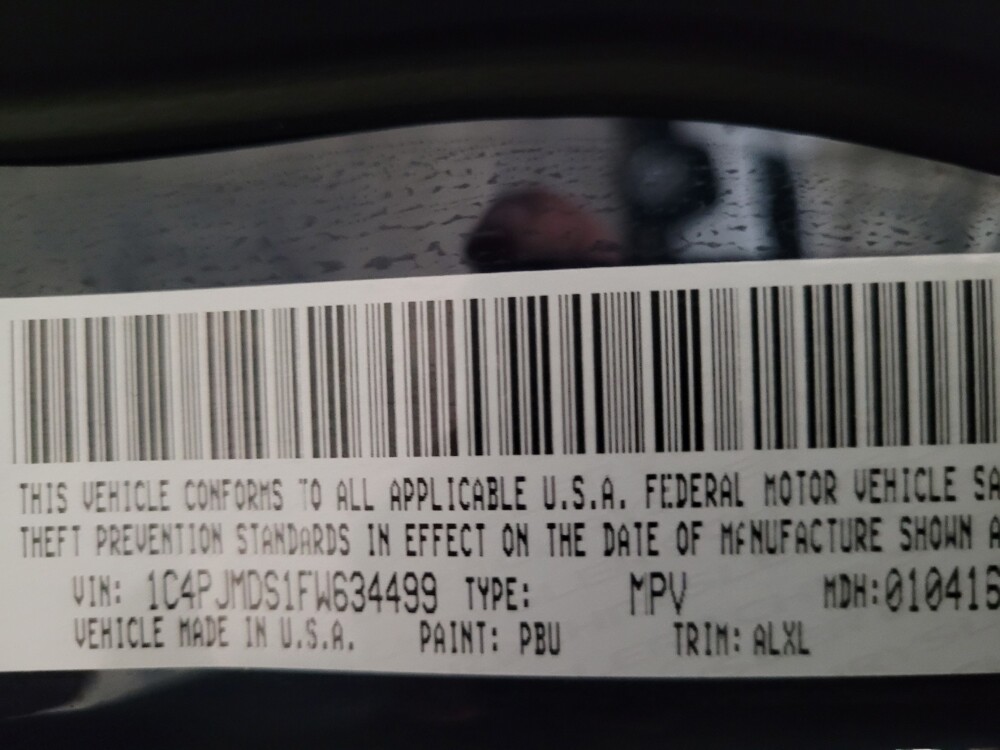 THIS VEHICLE CONFORMS TO ALL APPLICABLE U.S.A. FEDERAL MOTOR VEHICLE SA
THEFT PREVENTION STANDARDS IN EFFECT ON THE DATE OF MANUFACTURE SHOWN A
VIN: 1C4PJMDS1FW634499 TYPE: MPV MDH:010416
VEHICLE MADE IN U.S.A. PAINT: PBU TRIM: ALXL